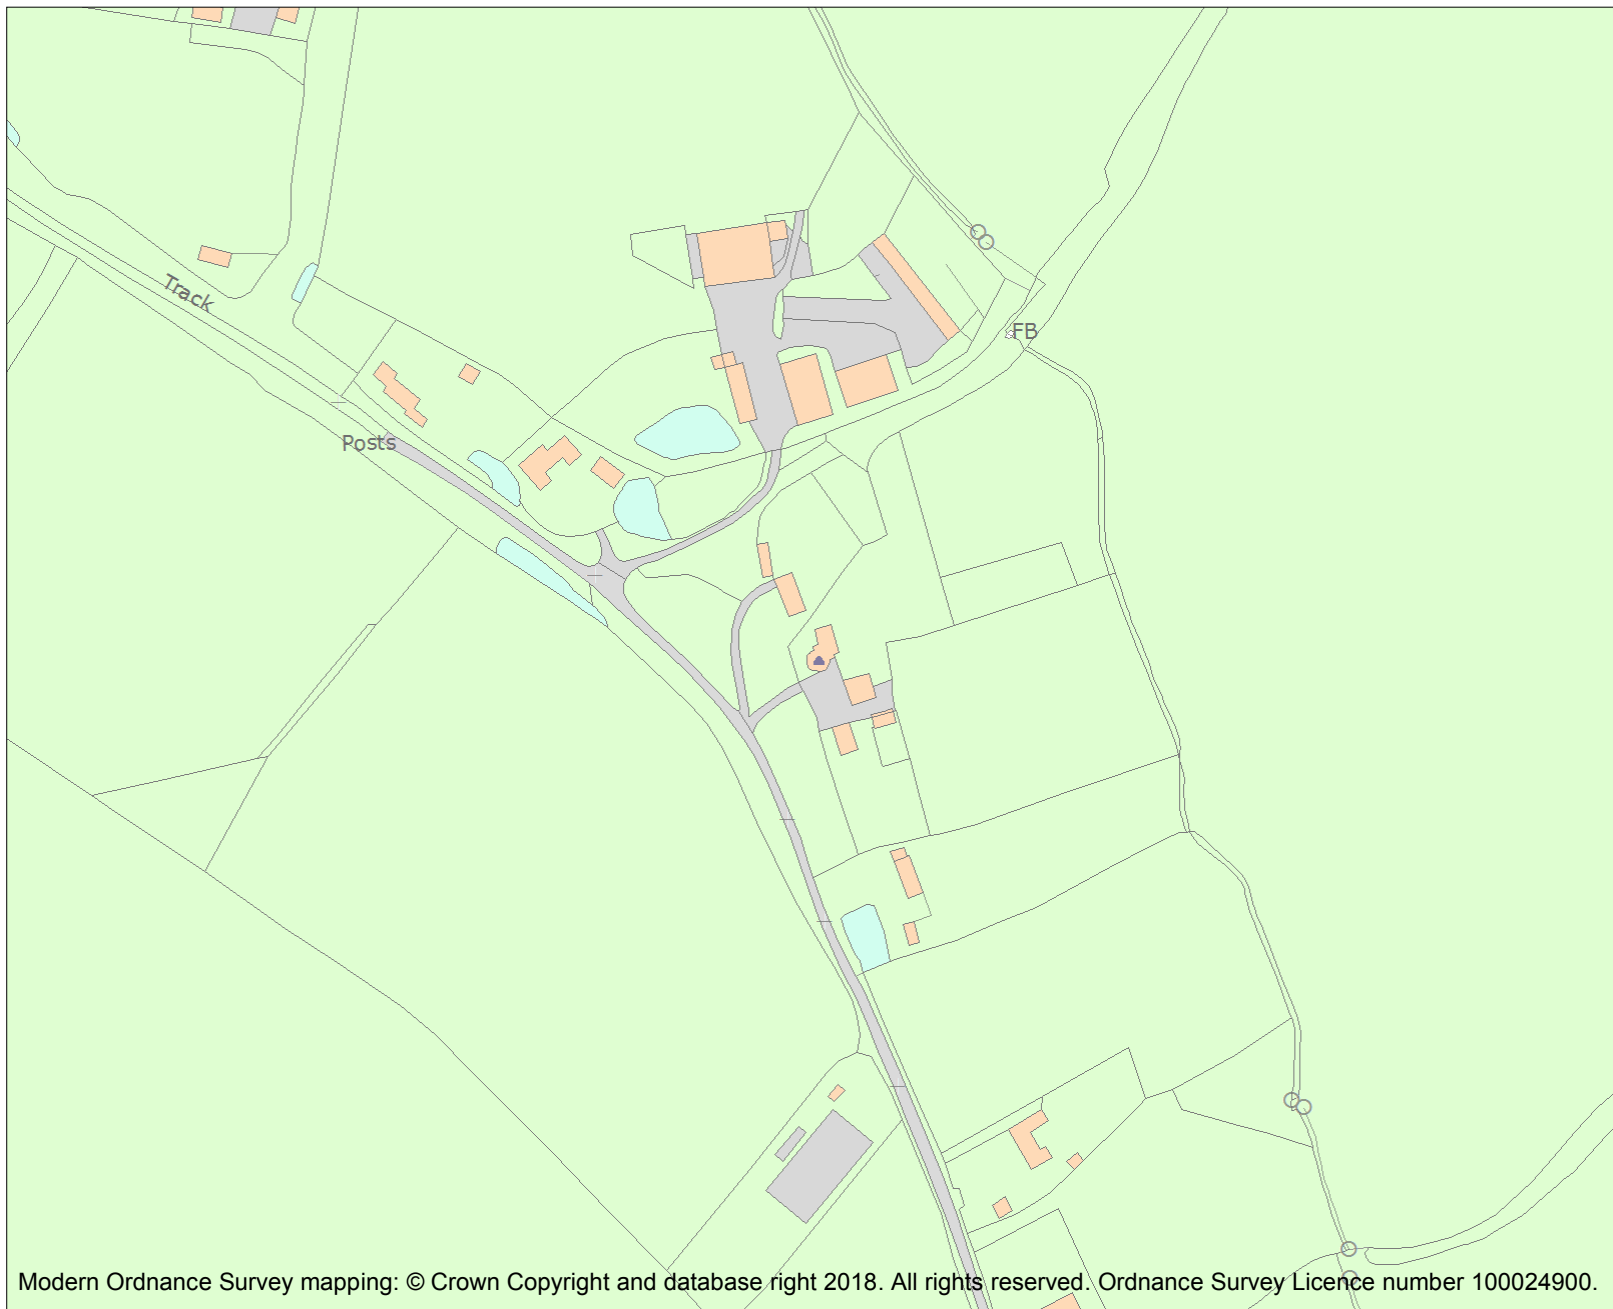 Track
FB
Posts
Modern Ordnance Survey mapping: © Crown Copyright and database right 2018. All rights reserved. Ordnance Survey Licence number 100024900.